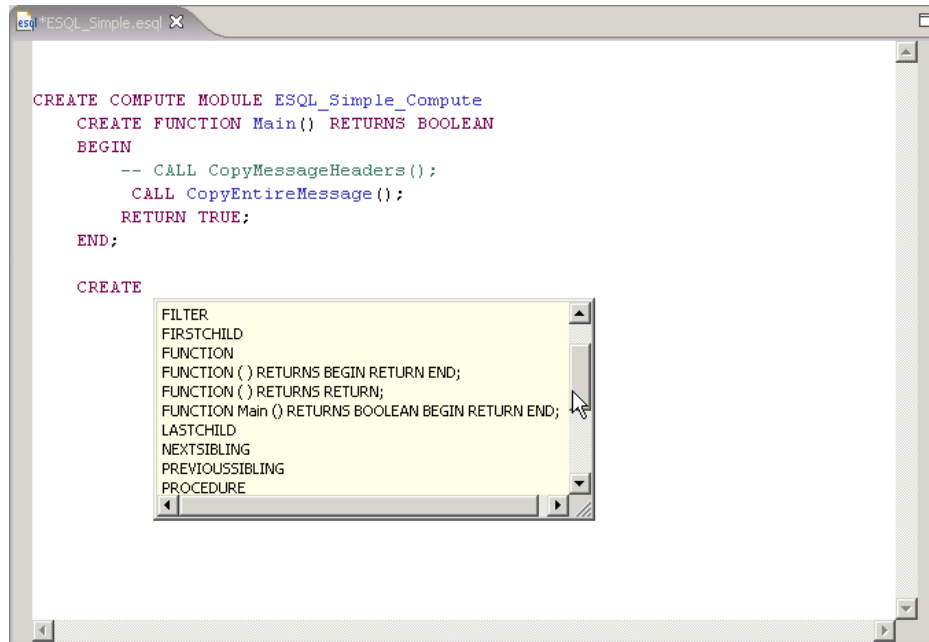 esql *ESQL_Simple.esql
CREATE COMPUTE MODULE ESQL_Simple_Compute
CREATE FUNCTION Main() RETURNS BOOLEAN
BEGIN
-- CALL CopyMessageHeaders();
CALL CopyEntireMessage();
RETURN TRUE;
END;
CREATE
FILTER
FIRSTCHILD
FUNCTION
FUNCTION ( ) RETURNS BEGIN RETURN END;
FUNCTION ( ) RETURNS RETURN;
FUNCTION Main () RETURNS BOOLEAN BEGIN RETURN END;
LASTCHILD
NEXTSIBLING
PREVIOUSSIBLING
PROCEDURE